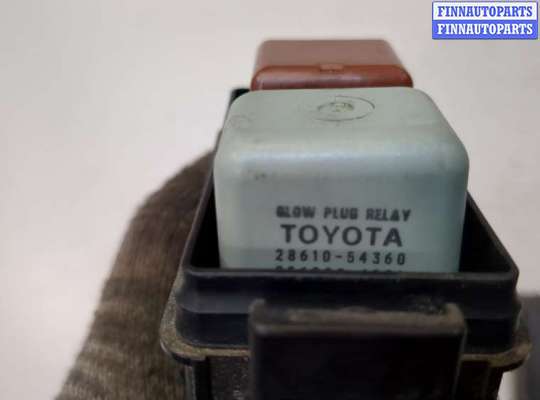 FINNAUTOPARTS
FINNAUTOPARTS
GLOW PLUG RELAY
TOYOTA
28610-54360